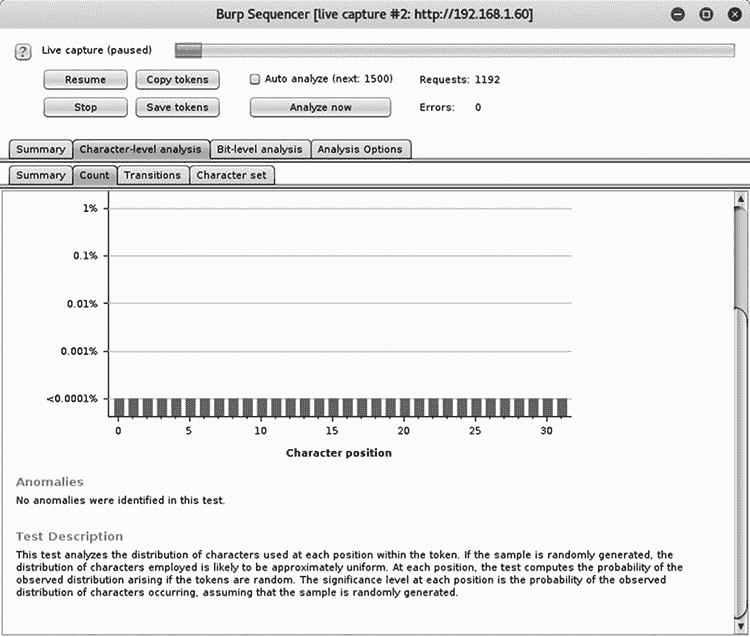 Burp Sequencer [live capture #2: http://192.168.1.60]
? Live capture (paused)
Resume Copy tokens Auto analyze (next: 1500) Requests: 1192
Stop Save tokens Analyze now Errors: 0
Summary Character-level analysis Bit-level analysis Analysis Options
Summary Count Transitions Character set
1%
0.1%
0.01%
0.001%
<0.0001%
0 5 10 15 20 25 30
Character position
Anomalies
No anomalies were identified in this test.
Test Description
This test analyzes the distribution of characters used at each position within the token. If the sample is randomly generated, the
distribution of characters employed is likely to be approximately uniform. At each position, the test computes the probability of the
observed distribution arising if the tokens are random. The significance level at each position is the probability of the observed
distribution of characters occurring, assuming that the sample is randomly generated.